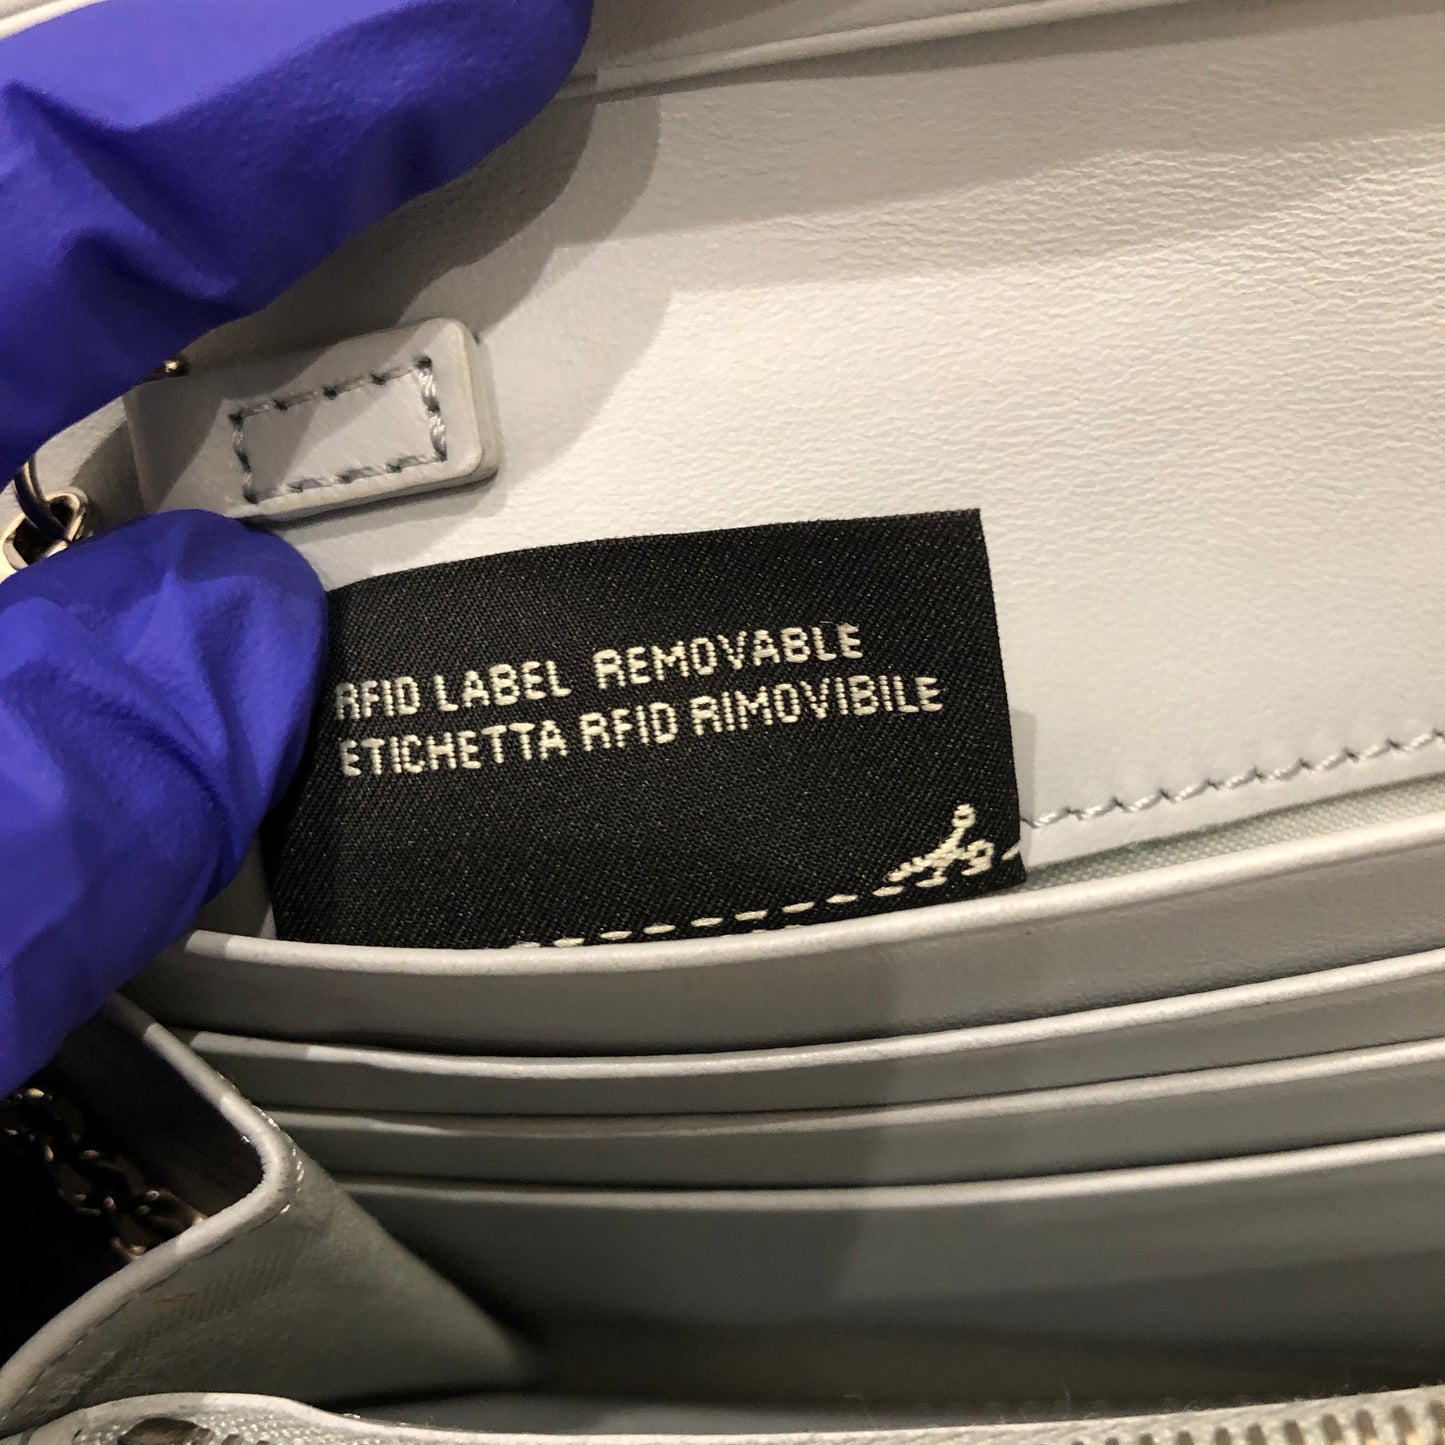 RFID LABEL REMOVABLE
ETICHETTA RFID RIMOVIBILE